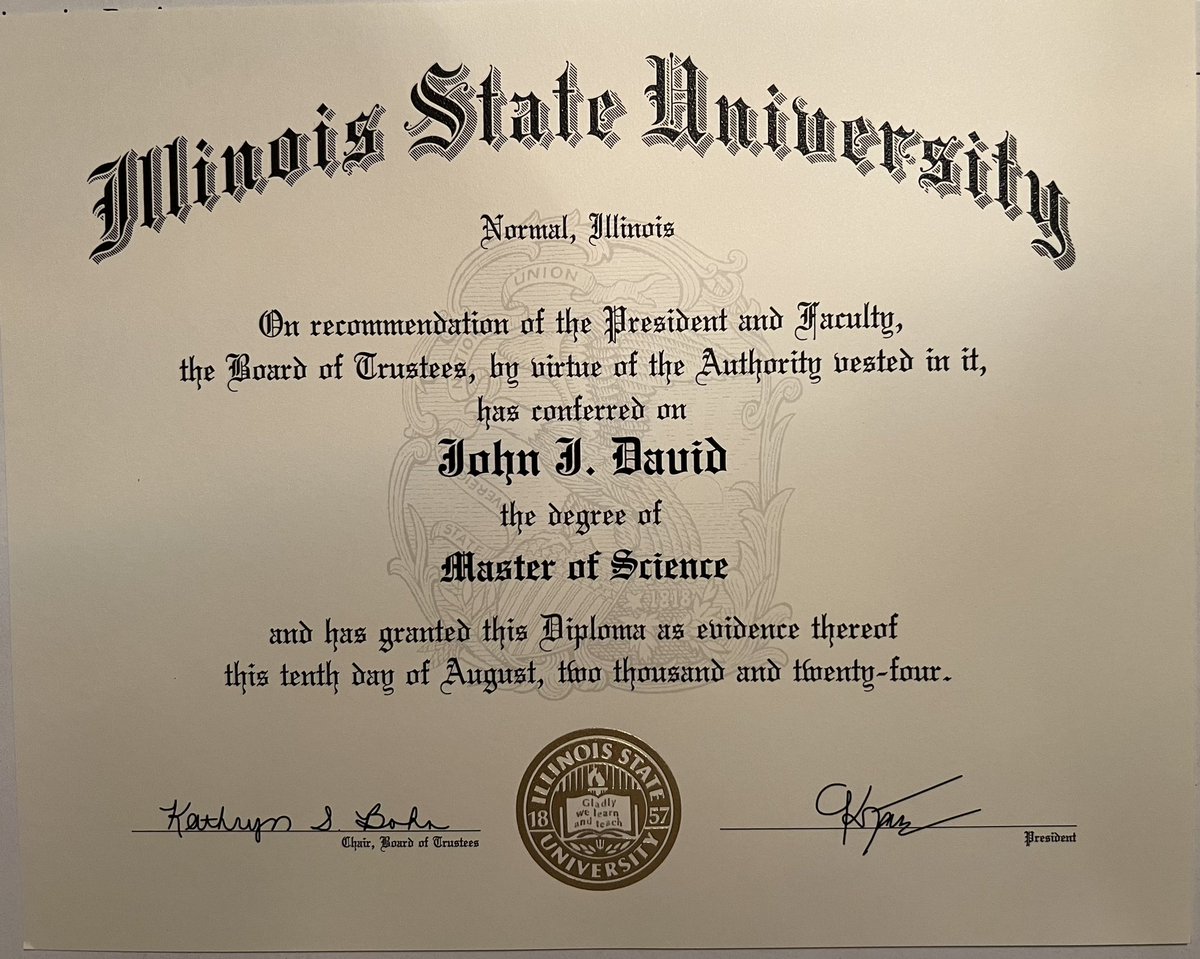 Illinois State University
Normal, Illinois
UNION
On recommendation of the President and Faculty,
the Board of Trustees, by virtue of the Authority vested in it,
has conferred on
John J. David
the degree of
Master of Science
1818
and has granted this Diploma as evidence thereof
this tenth day of August, two thousand and twenty-four.
ILLINOIS STATE UNIVERSITY
18 57
Gladly
we learn
and teach
Kathryn S Bohn
Chair, Board of Trustees
President